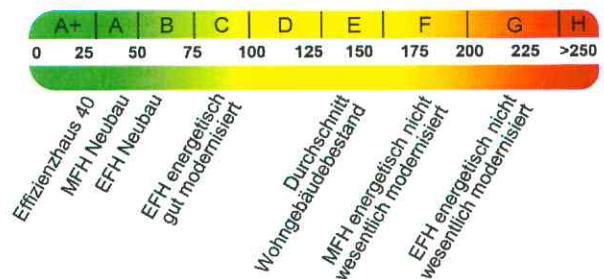 A+ A B C D E F G H
0 25 50 75 100 125 150 175 200 225 >250
Effizienzhaus 40
MFH Neubau
EFH Neubau
EFH energetisch
gut modernisiert
Durchschnitt
Wohngebäudebestand
MFH energetisch nicht
wesentlich modernisiert
EFH energetisch nicht
wesentlich modernisiert